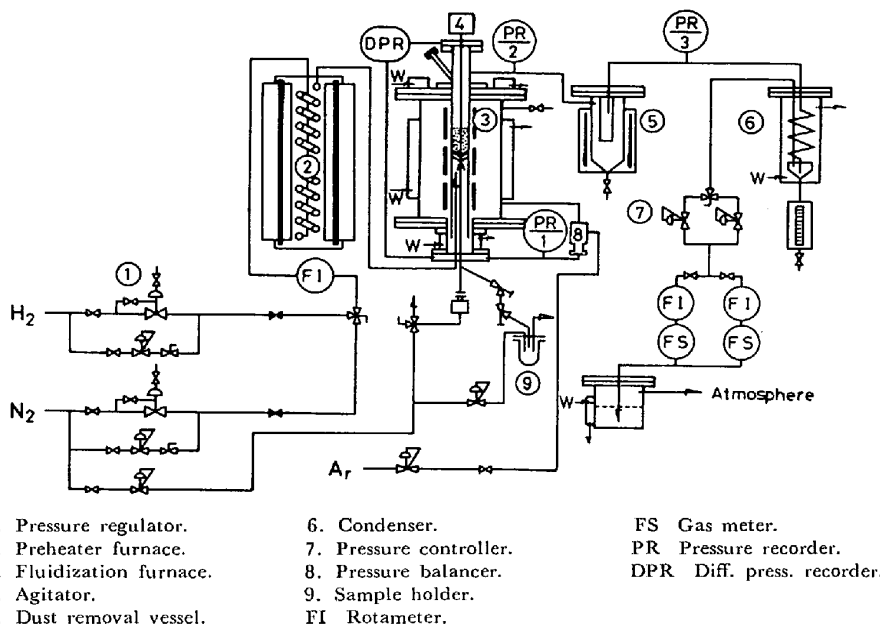 4
DPR
PR
2
PR
3
W
W
3
5
6
2
W
7
PR
1
8
W
FI
1
H2
FI
FI
FS
FS
9
N2
W
Atmosphere
Ar
Pressure regulator.
Preheater furnace.
Fluidization furnace.
Agitator.
Dust removal vessel.
6. Condenser.
7. Pressure controller.
8. Pressure balancer.
9. Sample holder.
FI Rotameter.
FS Gas meter.
PR Pressure recorder.
DPR Diff. press. recorder.